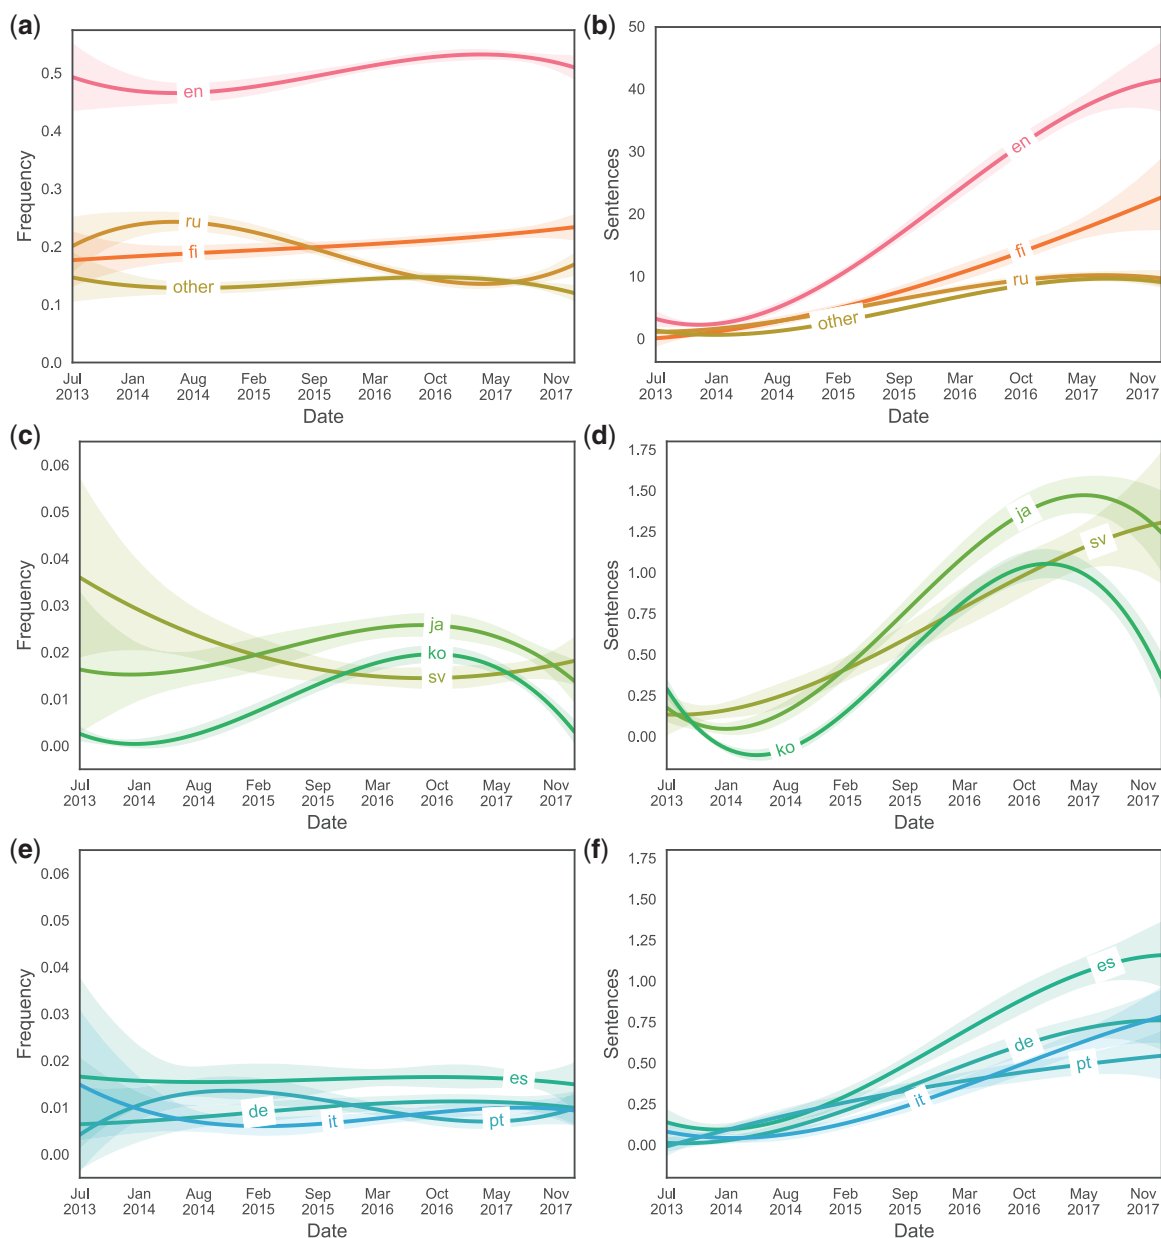 (a)
Frequency
0.5
0.4
0.3
0.2
0.1
0.0
en
ru
fi
other
Jul 2013
Jan 2014
Aug 2014
Feb 2015
Sep 2015
Mar 2016
Oct 2016
May 2017
Nov 2017
Date
(b)
Sentences
50
40
30
20
10
0
en
fi
ru
other
Jul 2013
Jan 2014
Aug 2014
Feb 2015
Sep 2015
Mar 2016
Oct 2016
May 2017
Nov 2017
Date
(c)
Frequency
0.06
0.05
0.04
0.03
0.02
0.01
0.00
ja
ko
sv
Jul 2013
Jan 2014
Aug 2014
Feb 2015
Sep 2015
Mar 2016
Oct 2016
May 2017
Nov 2017
Date
(d)
Sentences
1.75
1.50
1.25
1.00
0.75
0.50
0.25
0.00
ja
sv
ko
Jul 2013
Jan 2014
Aug 2014
Feb 2015
Sep 2015
Mar 2016
Oct 2016
May 2017
Nov 2017
Date
(e)
Frequency
0.06
0.05
0.04
0.03
0.02
0.01
0.00
es
de
it
pt
Jul 2013
Jan 2014
Aug 2014
Feb 2015
Sep 2015
Mar 2016
Oct 2016
May 2017
Nov 2017
Date
(f)
Sentences
1.75
1.50
1.25
1.00
0.75
0.50
0.25
0.00
es
de
pt
it
Jul 2013
Jan 2014
Aug 2014
Feb 2015
Sep 2015
Mar 2016
Oct 2016
May 2017
Nov 2017
Date